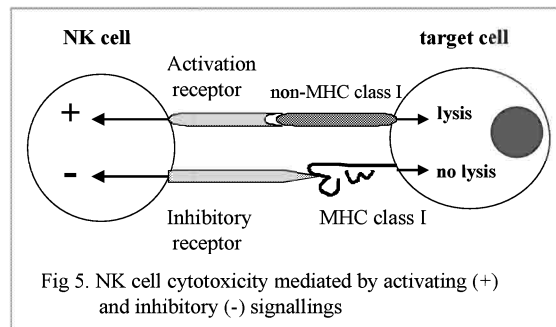 NK cell
target cell
Activation
receptor
non-MHC class I
+
lysis
-
no lysis
Inhibitory
receptor
MHC class I
Fig 5. NK cell cytotoxicity mediated by activating (+)
and inhibitory (-) signallings